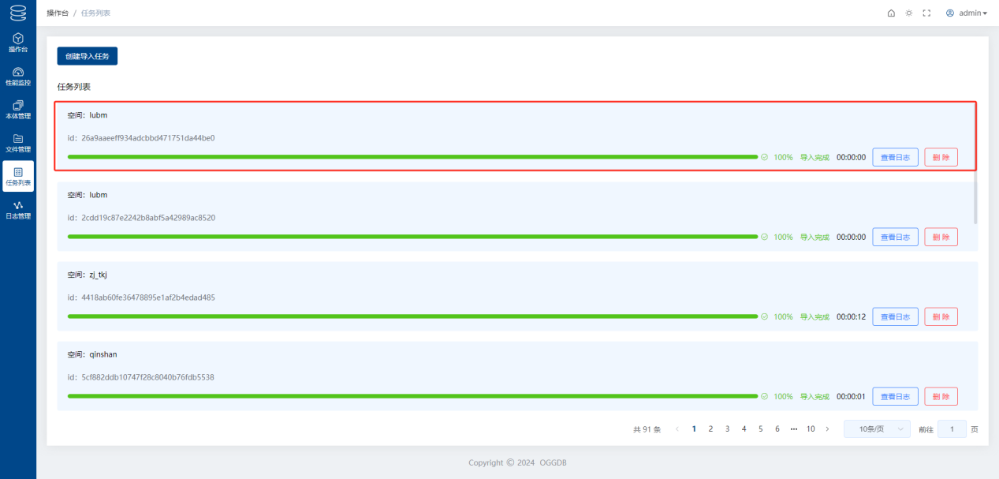 操作台 / 任务列表
admin
操作台
性能监控
本体管理
文件管理
任务列表
日志管理
创建导入任务
任务列表
空间：lubm
id：26a9aaeeff934adcbbd471751da44be0
100% 导入完成 00:00:00 查看日志 删 除
空间：lubm
id：2cdd19c87e2242b8abf5a42989ac8520
100% 导入完成 00:00:00 查看日志 删 除
空间：zj_tkj
id：4418ab60fe36478895e1af2b4edad485
100% 导入完成 00:00:12 查看日志 删 除
空间：qinshan
id：5cf882ddb10747f28c8040b76fdb5538
100% 导入完成 00:00:01 查看日志 删 除
共 91 条 < 1 2 3 4 5 6 ••• 10 > 10条/页 前往 1 页
Copyright © 2024 OGGDB